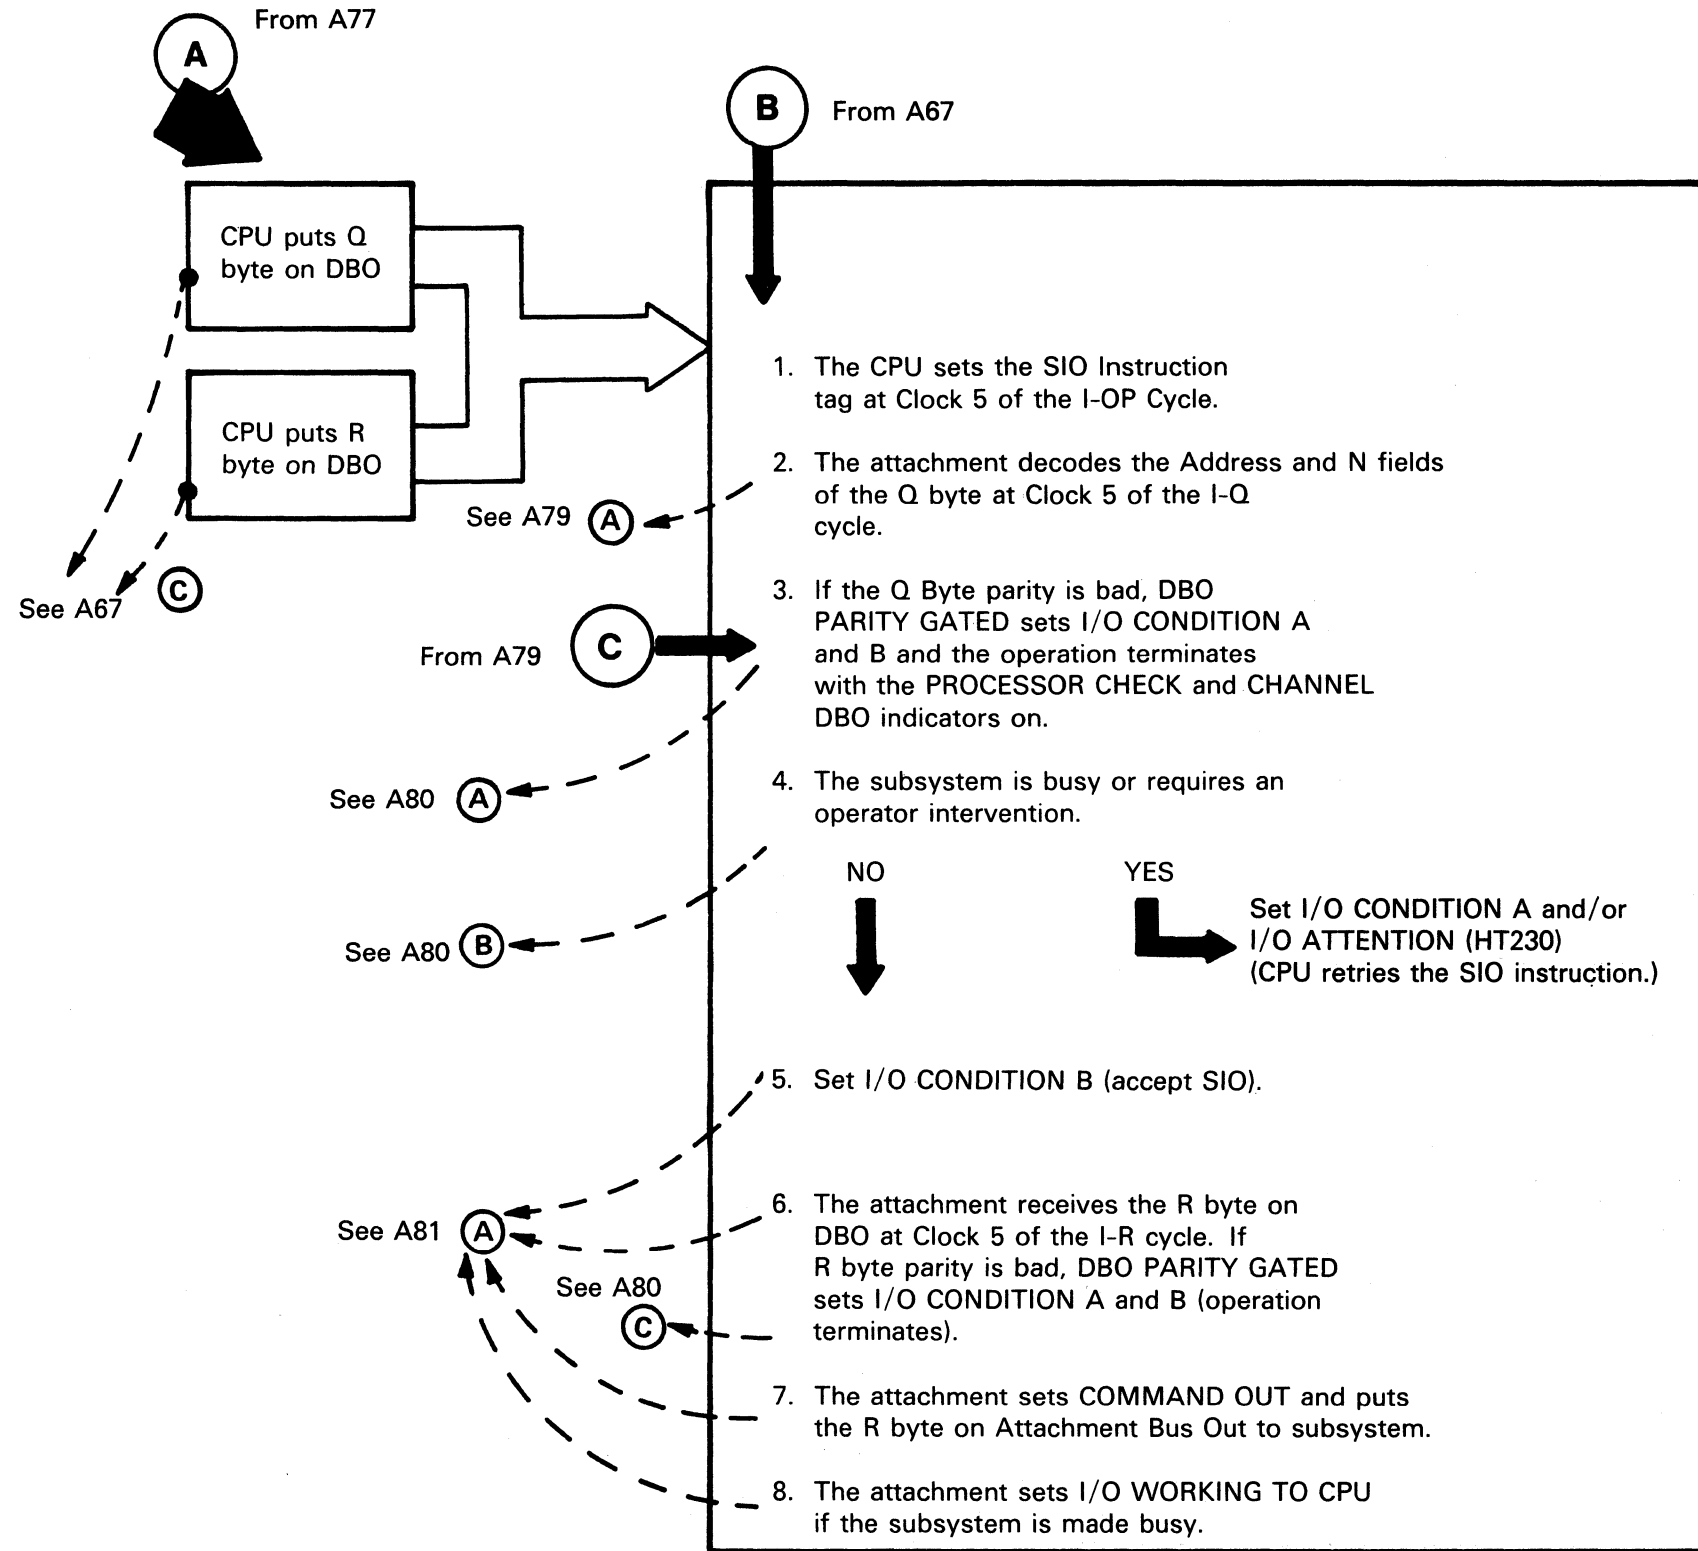 From A77
A
B
From A67
CPU puts Q
byte on DBO
CPU puts R
byte on DBO
See A67
C
1. The CPU sets the SIO Instruction
tag at Clock 5 of the I-OP Cycle.
2. The attachment decodes the Address and N fields
of the Q byte at Clock 5 of the I-Q
cycle.
See A79 A
3. If the Q Byte parity is bad, DBO
PARITY GATED sets I/O CONDITION A
and B and the operation terminates
with the PROCESSOR CHECK and CHANNEL
DBO indicators on.
From A79 C
See A80 A
4. The subsystem is busy or requires an
operator intervention.
NO
YES
Set I/O CONDITION A and/or
I/O ATTENTION (HT230)
(CPU retries the SIO instruction.)
See A80 B
5. Set I/O CONDITION B (accept SIO).
See A81 A
6. The attachment receives the R byte on
DBO at Clock 5 of the I-R cycle. If
R byte parity is bad, DBO PARITY GATED
sets I/O CONDITION A and B (operation
terminates).
See A80
C
7. The attachment sets COMMAND OUT and puts
the R byte on Attachment Bus Out to subsystem.
8. The attachment sets I/O WORKING TO CPU
if the subsystem is made busy.